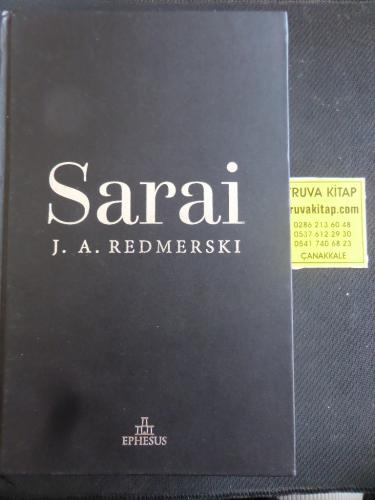 Sarai
J. A. REDMERSKI
TRUVA KİTAP
truvakitap.com
0286 213 60 48
0537 612 29 30
0541 740 68 23
ÇANAKKALE
EPHESUS